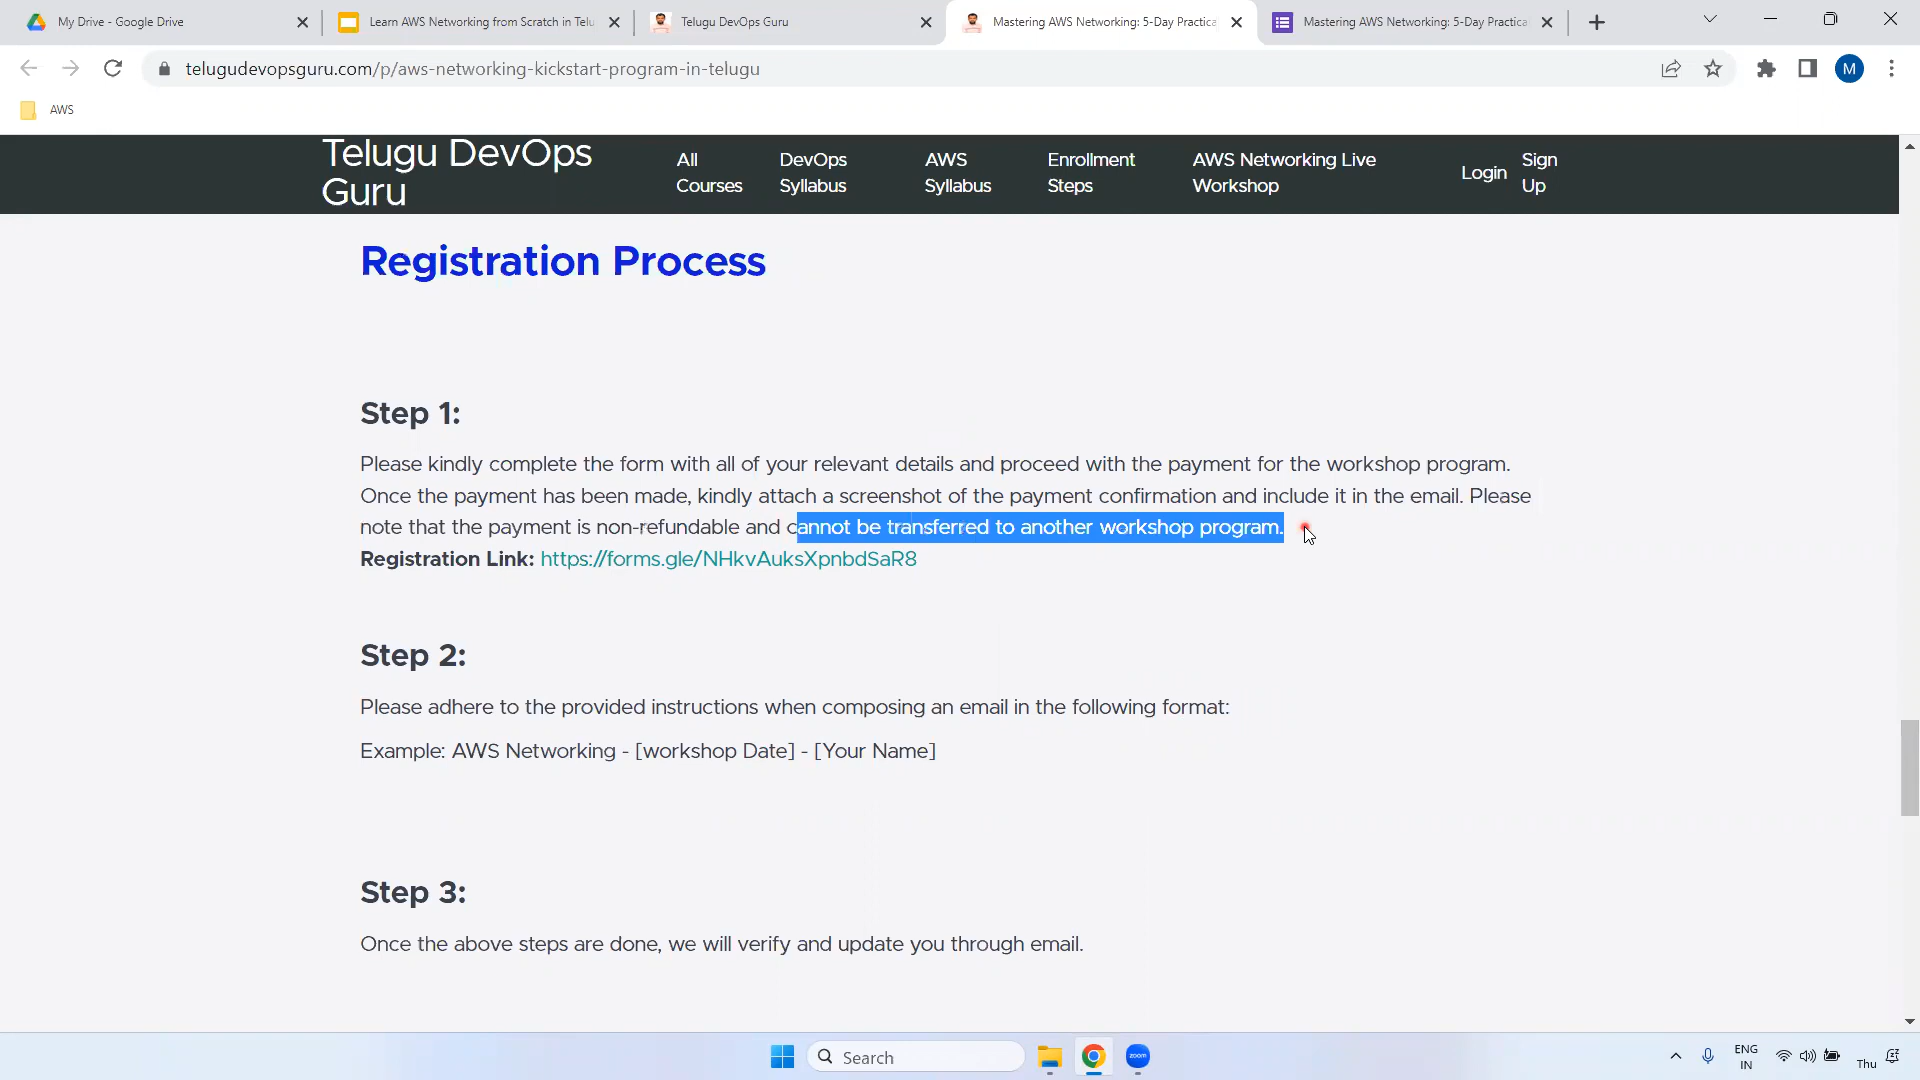 My Drive - Google Drive
Learn AWS Networking from Scratch in Telu
Telugu DevOps Guru
Mastering AWS Networking: 5-Day Practica
Mastering AWS Networking: 5-Day Practica
telugudevopsguru.com/p/aws-networking-kickstart-program-in-telugu
M
AWS
Telugu DevOps Guru
All Courses
DevOps Syllabus
AWS Syllabus
Enrollment Steps
AWS Networking Live Workshop
Login
Sign Up
Registration Process
Step 1:
Please kindly complete the form with all of your relevant details and proceed with the payment for the workshop program.
Once the payment has been made, kindly attach a screenshot of the payment confirmation and include it in the email. Please
note that the payment is non-refundable and cannot be transferred to another workshop program.
Registration Link: https://forms.gle/NHkvAuksXpnbdSaR8
Step 2:
Please adhere to the provided instructions when composing an email in the following format:
Example: AWS Networking - [workshop Date] - [Your Name]
Step 3:
Once the above steps are done, we will verify and update you through email.
Search
zoom
ENG
IN
Thu